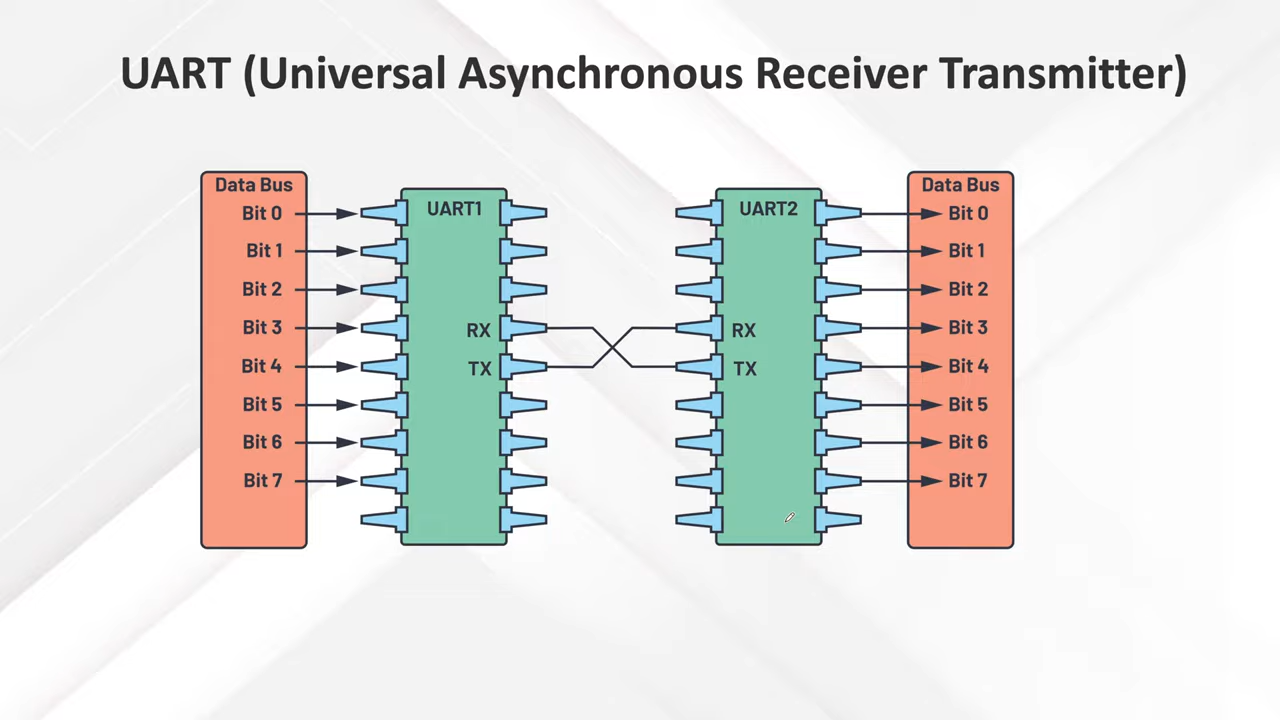 UART (Universal Asynchronous Receiver Transmitter)
Data Bus
Bit 0
Bit 1
Bit 2
Bit 3
Bit 4
Bit 5
Bit 6
Bit 7
UART1
RX
TX
UART2
RX
TX
Data Bus
Bit 0
Bit 1
Bit 2
Bit 3
Bit 4
Bit 5
Bit 6
Bit 7